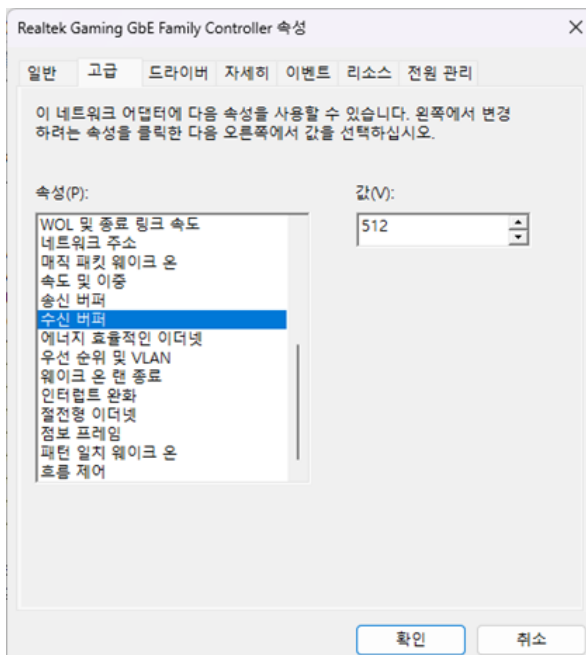 Realtek Gaming GbE Family Controller 속성
일반 고급 드라이버 자세히 이벤트 리소스 전원 관리
이 네트워크 어댑터에 다음 속성을 사용할 수 있습니다. 왼쪽에서 변경
하려는 속성을 클릭한 다음 오른쪽에서 값을 선택하십시오.
속성(P):
값(V):
512
WOL 및 종료 링크 속도
네트워크 주소
매직 패킷 웨이크 온
속도 및 이중
송신 버퍼
수신 버퍼
에너지 효율적인 이더넷
우선 순위 및 VLAN
웨이크 온 랜 종료
인터럽트 완화
절전형 이더넷
점보 프레임
패턴 일치 웨이크 온
흐름 제어
확인
취소